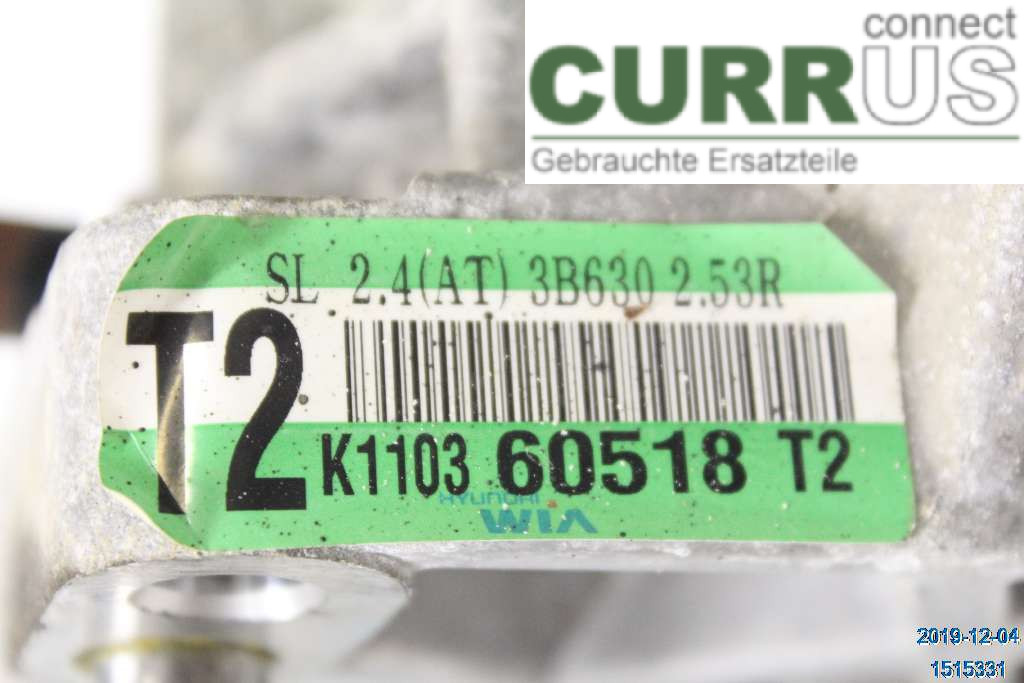 connect
CURRUS
Gebrauchte Ersatzteile
SL 2.4(AT) 3B630 2.53R
T2
K1103 60518 T2
HYUNDAI
WIA
2019-12-04
1515331